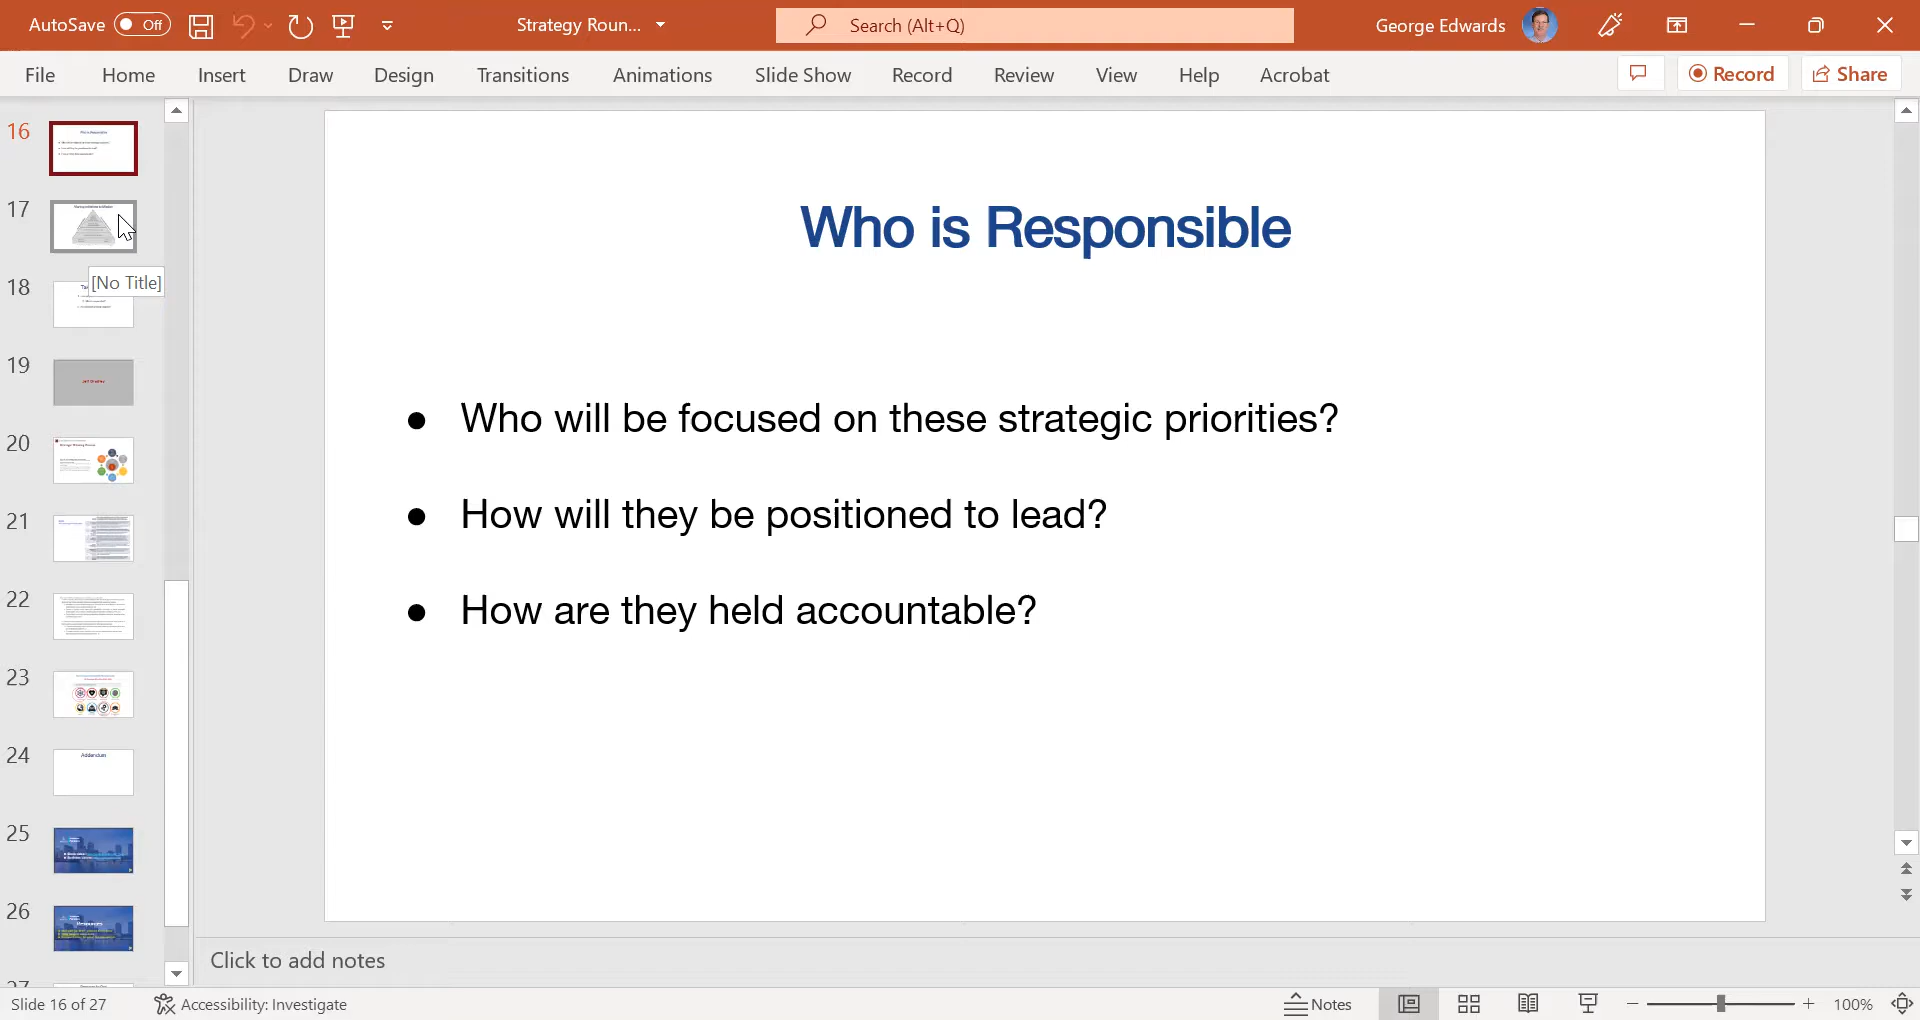 AutoSave Off
Strategy Roun...
Search (Alt+Q)
George Edwards
File Home Insert Draw Design Transitions Animations Slide Show Record Review View Help Acrobat
Record Share
16
17
[No Title]
18
19
20
21
22
23
24
Addendum
25
26
Resources
27
Who is Responsible
● Who will be focused on these strategic priorities?
● How will they be positioned to lead?
● How are they held accountable?
Click to add notes
Slide 16 of 27 Accessibility: Investigate
Notes
100%